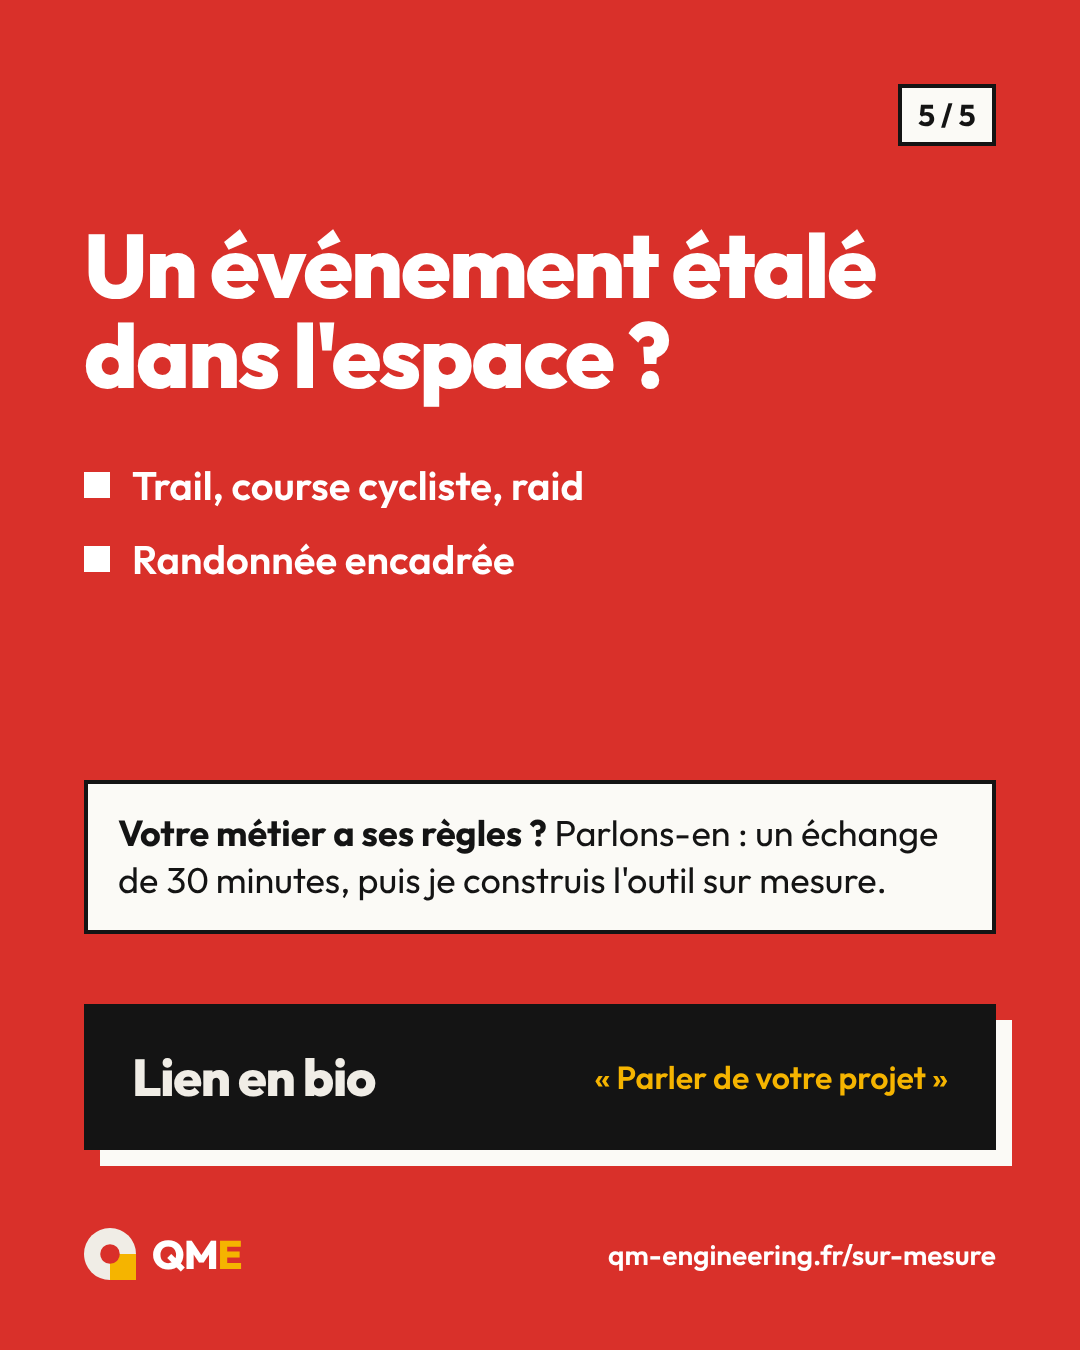 5 / 5
Un événement étalé
dans l'espace ?
Trail, course cycliste, raid
Randonnée encadrée
Votre métier a ses règles ? Parlons-en : un échange
de 30 minutes, puis je construis l'outil sur mesure.
Lien en bio
« Parler de votre projet »
QME
qm-engineering.fr/sur-mesure